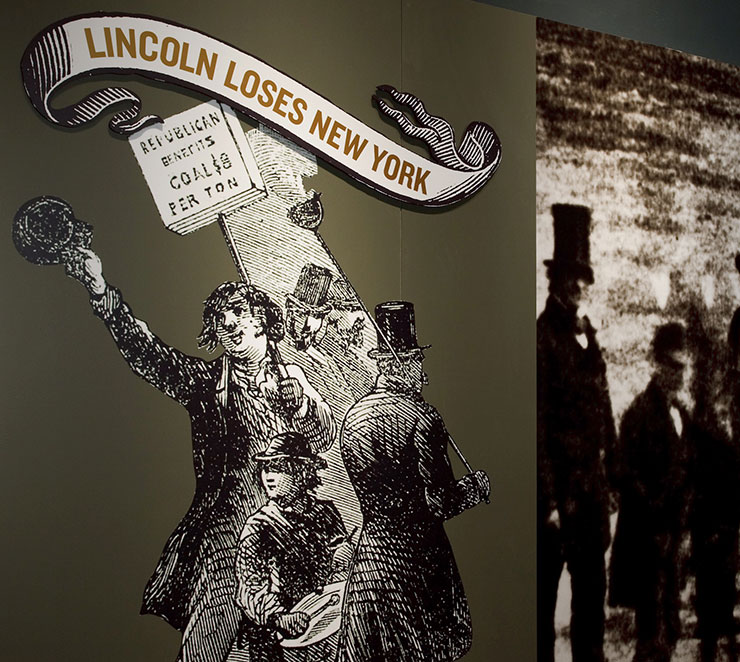 LINCOLN LOSES NEW YORK
REPUBLICAN
BENEFITS
COAL
PER TON